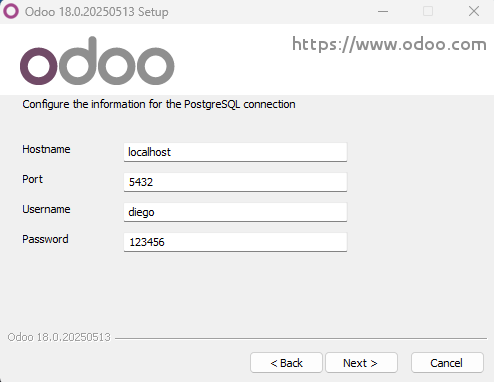 Odoo 18.0.20250513 Setup
odoo
https://www.odoo.com
Configure the information for the PostgreSQL connection
Hostname localhost
Port 5432
Username diego
Password 123456
Odoo 18.0.20250513
< Back Next > Cancel